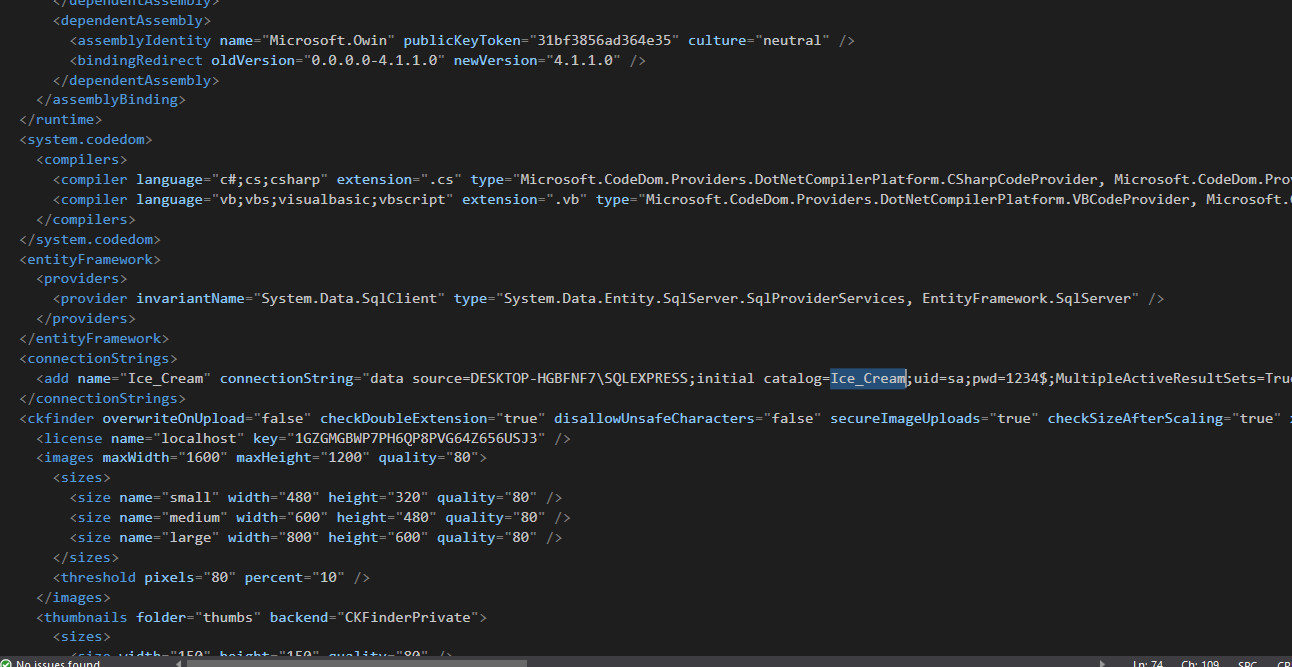 </dependentAssembly>
<dependentAssembly>
<assemblyIdentity name="Microsoft.Owin" publicKeyToken="31bf3856ad364e35" culture="neutral" />
<bindingRedirect oldVersion="0.0.0.0-4.1.1.0" newVersion="4.1.1.0" />
</dependentAssembly>
</assemblyBinding>
</runtime>
<system.codedom>
<compilers>
<compiler language="c#;cs;csharp" extension=".cs" type="Microsoft.CodeDom.Providers.DotNetCompilerPlatform.CSharpCodeProvider, Microsoft.CodeDom.Pro
<compiler language="vb;vbs;visualbasic;vbscript" extension=".vb" type="Microsoft.CodeDom.Providers.DotNetCompilerPlatform.VBCodeProvider, Microsoft.
</compilers>
</system.codedom>
<entityFramework>
<providers>
<provider invariantName="System.Data.SqlClient" type="System.Data.Entity.SqlServer.SqlProviderServices, EntityFramework.SqlServer" />
</providers>
</entityFramework>
<connectionStrings>
<add name="Ice_Cream" connectionString="data source=DESKTOP-HGBFNF7\SQLEXPRESS;initial catalog=Ice_Cream;uid=sa;pwd=1234$;MultipleActiveResultSets=True
</connectionStrings>
<ckfinder overwriteOnUpload="false" checkDoubleExtension="true" disallowUnsafeCharacters="false" secureImageUploads="true" checkSizeAfterScaling="true"
<license name="localhost" key="1GZGMGBWP7PH6QP8PVG64Z656USJ3" />
<images maxWidth="1600" maxHeight="1200" quality="80">
<sizes>
<size name="small" width="480" height="320" quality="80" />
<size name="medium" width="600" height="480" quality="80" />
<size name="large" width="800" height="600" quality="80" />
</sizes>
<threshold pixels="80" percent="10" />
</images>
<thumbnails folder="thumbs" backend="CKFinderPrivate">
<sizes>
<size width="150" height="150" quality="80" />
No issues found Ln: 74 Ch: 109 SPC CR